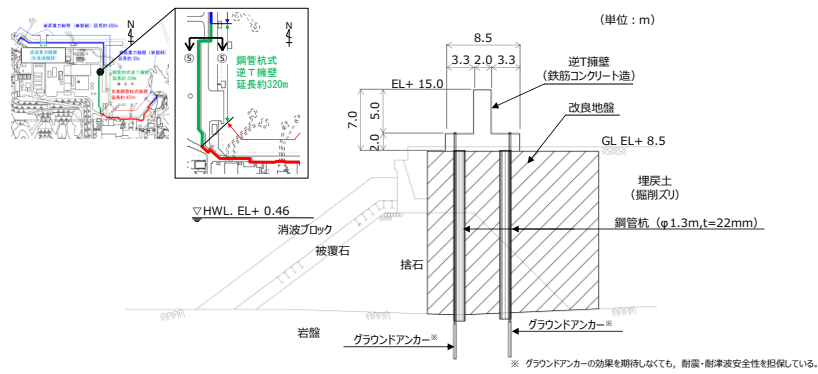 (単位：m)
N
N
鋼管杭式
逆T擁壁
延長約320m
Ⓢ
Ⓢ
8.5
3.3
2.0
3.3
EL+ 15.0
7.0
5.0
2.0
逆T擁壁
(鉄筋コンクリート造)
改良地盤
GL EL+ 8.5
埋戻土
(掘削ズリ)
鋼管杭（φ1.3m,t=22mm）
▽HWL. EL+ 0.46
消波ブロック
被覆石
捨石
岩盤
グラウンドアンカー※
グラウンドアンカー※
※ グラウンドアンカーの効果を期待しなくても，耐震・耐津波安全性を担保している。